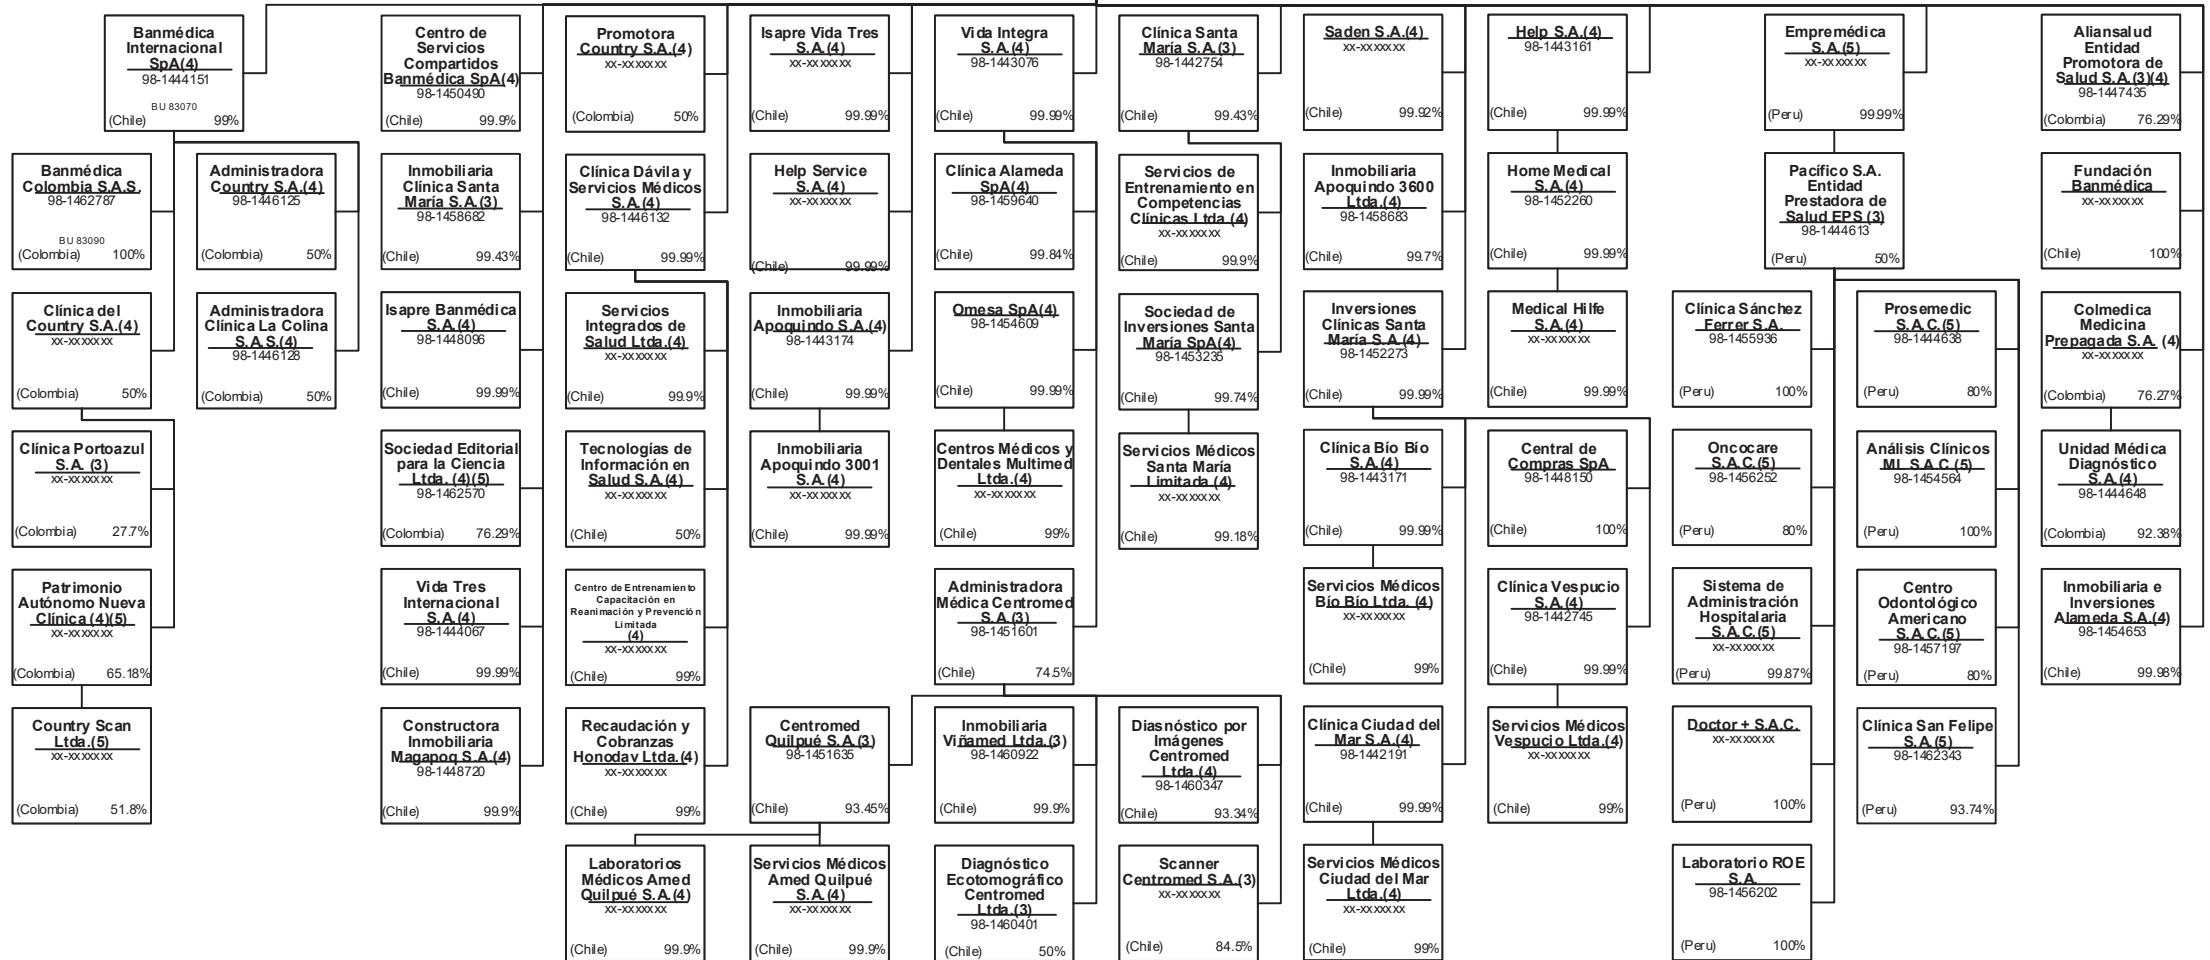 Banmédica
Internacional
SpA(4)
98-1444151
BU 83070
(Chile) 99%
Centro de
Servicios
Compartidos
Banmédica SpA(4)
98-1450490
(Chile) 99.9%
Promotora
Country S.A.(4)
xx-xxxxxxx
(Colombia) 50%
Isapre Vida Tres
S.A.(4)
xx-xxxxxxx
(Chile) 99.99%
Vida Integra
S.A.(4)
98-1443076
(Chile) 99.99%
Clínica Santa
María S.A.(3)
98-1442754
(Chile) 99.43%
Saden S.A.(4)
xx-xxxxxxx
(Chile) 99.92%
Help S.A.(4)
98-1443161
(Chile) 99.99%
Empremédica
S.A.(5)
xx-xxxxxxx
(Peru) 99.99%
Aliansalud
Entidad
Promotora de
Salud S.A.(3)(4)
98-1447435
(Colombia) 76.29%
Banmédica
Colombia S.A.S.
98-1462787
BU 83090
(Colombia) 100%
Administradora
Country S.A.(4)
98-1446125
(Colombia) 50%
Inmobiliaria
Clínica Santa
María S.A.(3)
98-1458682
(Chile) 99.43%
Clínica Dávila y
Servicios Médicos
S.A.(4)
98-1446132
(Chile) 99.99%
Help Service
S.A.(4)
xx-xxxxxxx
(Chile) 99.99%
Clínica Alameda
SpA(4)
98-1459640
(Chile) 99.84%
Servicios de
Entrenamiento en
Competencias
Clínicas Ltda.(4)
xx-xxxxxxx
(Chile) 99.9%
Inmobiliaria
Apoquindo 3600
Ltda.(4)
98-1458683
(Chile) 99.7%
Home Medical
S.A.(4)
98-1452260
(Chile) 99.99%
Pacífico S.A.
Entidad
Prestadora de
Salud EPS (3)
98-1444613
(Peru) 50%
Fundación
Banmédica
xx-xxxxxxx
(Chile) 100%
Clínica del
Country S.A.(4)
xx-xxxxxxx
(Colombia) 50%
Administradora
Clínica La Colina
S.A.S.(4)
98-1446128
(Colombia) 50%
Isapre Banmédica
S.A.(4)
98-1448096
(Chile) 99.99%
Servicios
Integrados de
Salud Ltda.(4)
xx-xxxxxxx
(Chile) 99.9%
Inmobiliaria
Apoquindo S.A.(4)
98-1443174
(Chile) 99.99%
Omesa SpA(4)
98-1454609
(Chile) 99.99%
Sociedad de
Inversiones Santa
María SpA(4)
98-1453235
(Chile) 99.74%
Inversiones
Clínicas Santa
María S.A.(4)
98-1452273
(Chile) 99.99%
Medical Hilfe
S.A.(4)
xx-xxxxxxx
(Chile) 99.99%
Clínica Sánchez
Ferrer S.A.
98-1455936
(Peru) 100%
Prosemedic
S.A.C.(5)
98-1444638
(Peru) 80%
Colmedica
Medicina
Prepagada S.A. (4)
xx-xxxxxxx
(Colombia) 76.27%
Clínica Portoazul
S.A. (3)
xx-xxxxxxx
(Colombia) 27.7%
Sociedad Editorial
para la Ciencia
Ltda. (4)(5)
98-1462570
(Colombia) 76.29%
Tecnologías de
Información en
Salud S.A.(4)
xx-xxxxxxx
(Chile) 50%
Inmobiliaria
Apoquindo 3001
S.A.(4)
xx-xxxxxxx
(Chile) 99.99%
Centros Médicos y
Dentales Multimed
Ltda.(4)
xx-xxxxxxx
(Chile) 99%
Servicios Médicos
Santa María
Limitada (4)
xx-xxxxxxx
(Chile) 99.18%
Clínica Bío Bío
S.A.(4)
98-1443171
(Chile) 99.99%
Central de
Compras SpA
98-1448150
(Chile) 100%
Oncocare
S.A.C.(5)
98-1456252
(Peru) 80%
Análisis Clínicos
ML S.A.C.(5)
98-1454564
(Peru) 100%
Unidad Médica
Diagnóstico
S.A.(4)
98-1444648
(Colombia) 92.38%
Patrimonio
Autónomo Nueva
Clínica (4)(5)
xx-xxxxxxx
(Colombia) 65.18%
Vida Tres
Internacional
S.A.(4)
98-1444067
(Chile) 99.99%
Centro de Entrenamiento
Capacitación en
Reanimación y Prevención
Limitada
(4)
xx-xxxxxxx
(Chile) 99%
Administradora
Médica Centromed
S.A.(3)
98-1451601
(Chile) 74.5%
Servicios Médicos
Bío Bío Ltda. (4)
xx-xxxxxxx
(Chile) 99%
Clínica Vespucio
S.A.(4)
98-1442745
(Chile) 99.99%
Sistema de
Administración
Hospitalaria
S.A.C.(5)
xx-xxxxxxx
(Peru) 99.87%
Centro
Odontológico
Americano
S.A.C.(5)
98-1457197
(Peru) 80%
Inmobiliaria e
Inversiones
Alameda S.A.(4)
98-1454653
(Chile) 99.98%
Country Scan
Ltda.(5)
xx-xxxxxxx
(Colombia) 51.8%
Constructora
Inmobiliaria
Magapoq S.A.(4)
98-1448720
(Chile) 99.9%
Recaudación y
Cobranzas
Honodav Ltda.(4)
xx-xxxxxxx
(Chile) 99%
Centromed
Quilpué S.A.(3)
98-1451635
(Chile) 93.45%
Inmobiliaria
Viñamed Ltda.(3)
98-1460922
(Chile) 99.9%
Diasnóstico por
Imágenes
Centromed
Ltda.(4)
98-1460347
(Chile) 93.34%
Clínica Ciudad del
Mar S.A.(4)
98-1442191
(Chile) 99.99%
Servicios Médicos
Vespucio Ltda.(4)
xx-xxxxxxx
(Chile) 99%
Doctor + S.A.C.
xx-xxxxxxx
(Peru) 100%
Clínica San Felipe
S.A.(5)
98-1462343
(Peru) 93.74%
Laboratorios
Médicos Amed
Quilpué S.A.(4)
xx-xxxxxxx
(Chile) 99.9%
Servicios Médicos
Amed Quilpué
S.A.(4)
xx-xxxxxxx
(Chile) 99.9%
Diagnóstico
Ecotomográfico
Centromed
Ltda.(3)
98-1460401
(Chile) 50%
Scanner
Centromed S.A.(3)
xx-xxxxxxx
(Chile) 84.5%
Servicios Médicos
Ciudad del Mar
Ltda.(4)
xx-xxxxxxx
(Chile) 99%
Laboratorio ROE
S.A.
98-1456202
(Peru) 100%